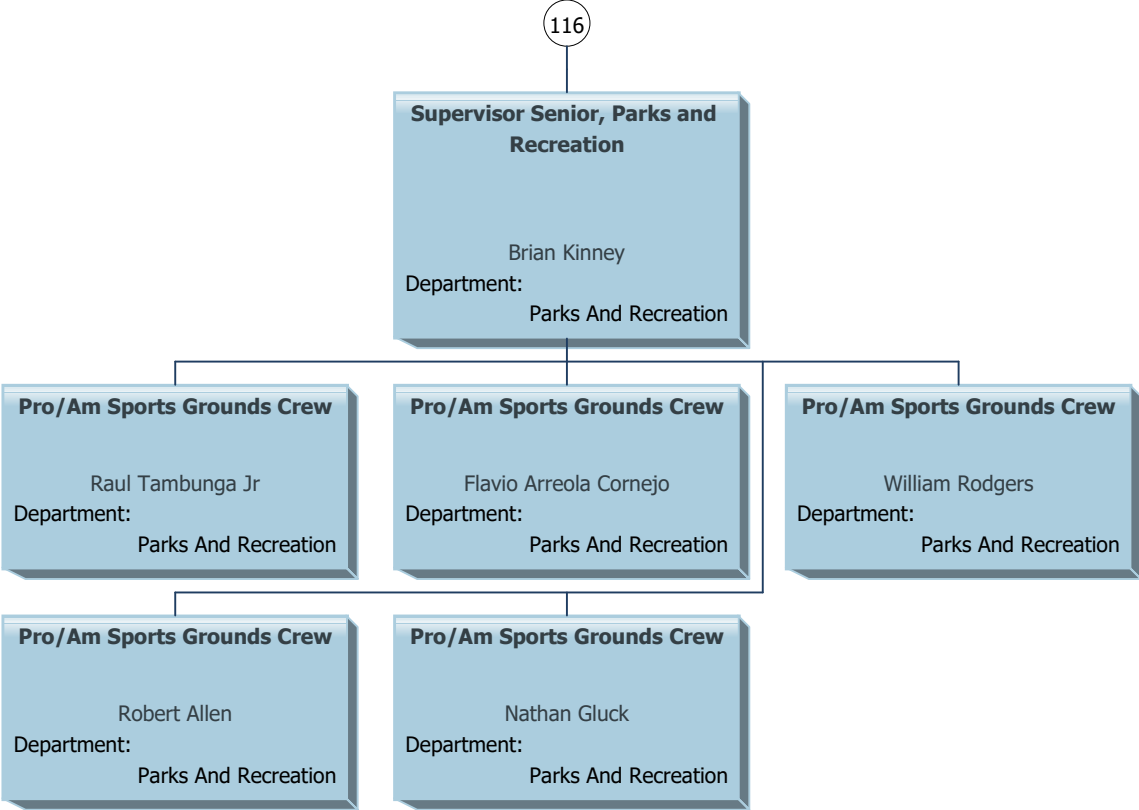 116
Supervisor Senior, Parks and
Recreation
Brian Kinney
Department:
Parks And Recreation
Pro/Am Sports Grounds Crew
Raul Tambunga Jr
Department:
Parks And Recreation
Pro/Am Sports Grounds Crew
Flavio Arreola Cornejo
Department:
Parks And Recreation
Pro/Am Sports Grounds Crew
William Rodgers
Department:
Parks And Recreation
Pro/Am Sports Grounds Crew
Robert Allen
Department:
Parks And Recreation
Pro/Am Sports Grounds Crew
Nathan Gluck
Department:
Parks And Recreation